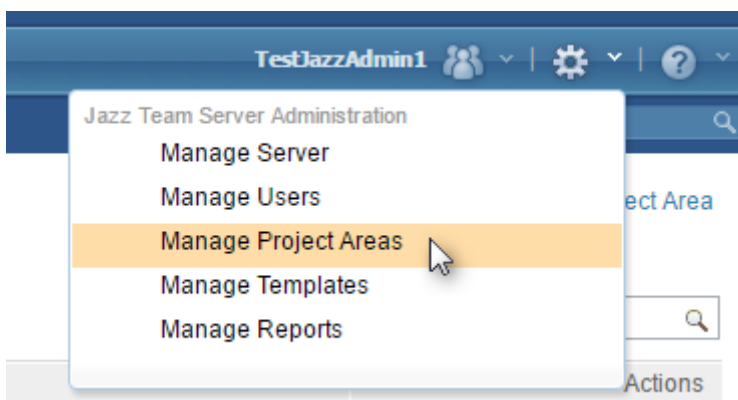 TestJazzAdmin1
Jazz Team Server Administration
Manage Server
Manage Users
ect Area
Manage Project Areas
Manage Templates
Manage Reports
Actions